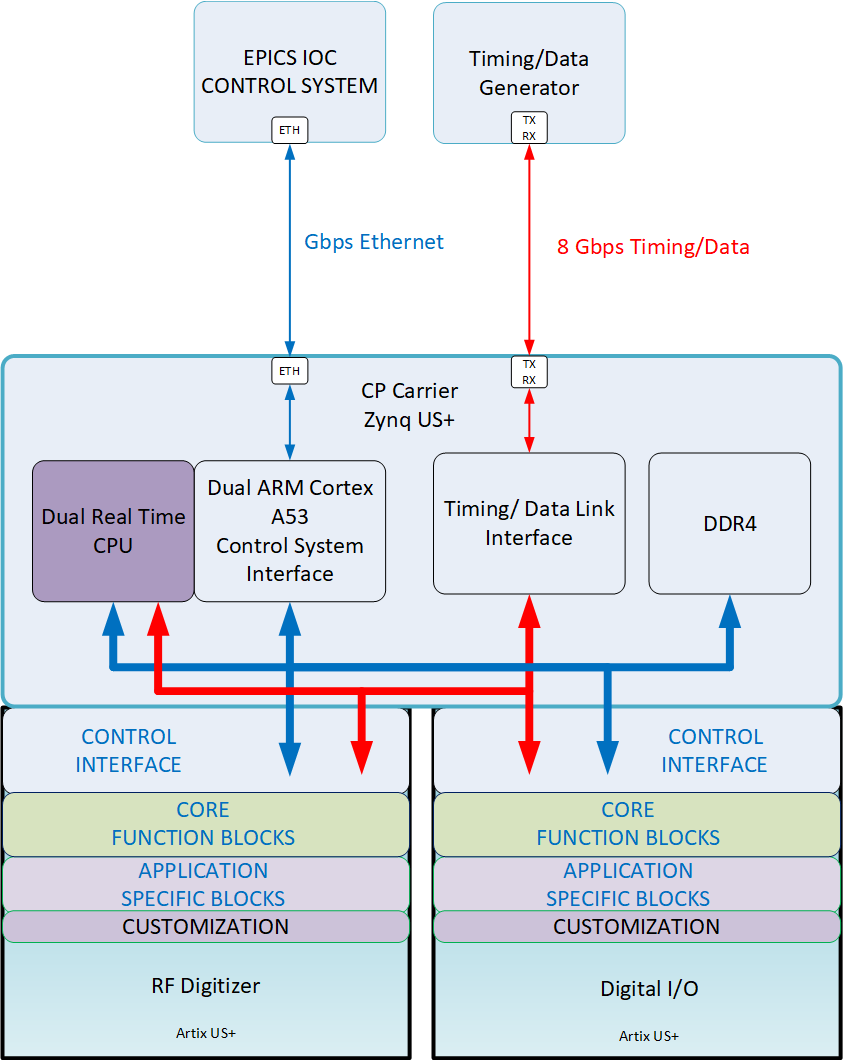 EPICS IOC
CONTROL SYSTEM
ETH
Timing/Data
Generator
TX
RX
Gbps Ethernet
8 Gbps Timing/Data
ETH
TX
RX
CP Carrier
Zynq US+
Dual Real Time
CPU
Dual ARM Cortex
A53
Control System
Interface
Timing/ Data Link
Interface
DDR4
CONTROL
INTERFACE
CORE
FUNCTION BLOCKS
APPLICATION
SPECIFIC BLOCKS
CUSTOMIZATION
RF Digitizer
Artix US+
CONTROL
INTERFACE
CORE
FUNCTION BLOCKS
APPLICATION
SPECIFIC BLOCKS
CUSTOMIZATION
Digital I/O
Artix US+